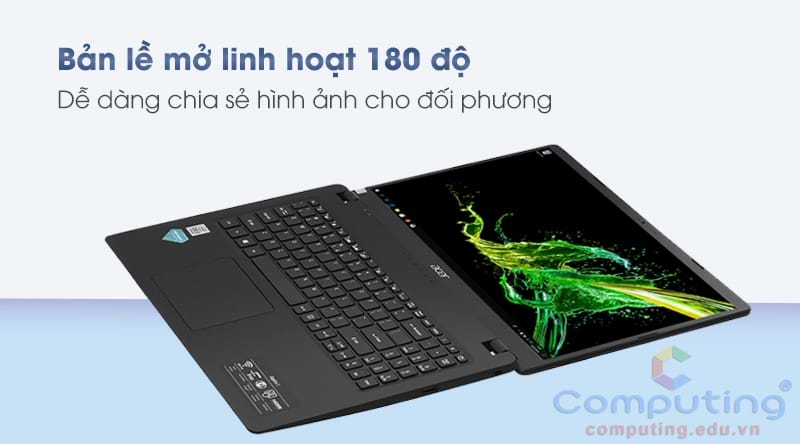 Bản lề mở linh hoạt 180 độ
Dễ dàng chia sẻ hình ảnh cho đối phương
acer
Computing®
computing.edu.vn